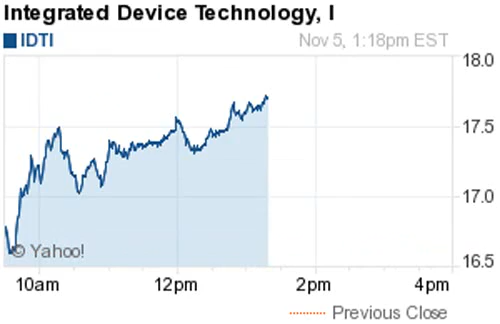 Integrated Device Technology, I
IDTI
Nov 5, 1:18pm EST
18.0
17.5
17.0
16.5
© Yahoo!
10am 12pm 2pm 4pm
Previous Close